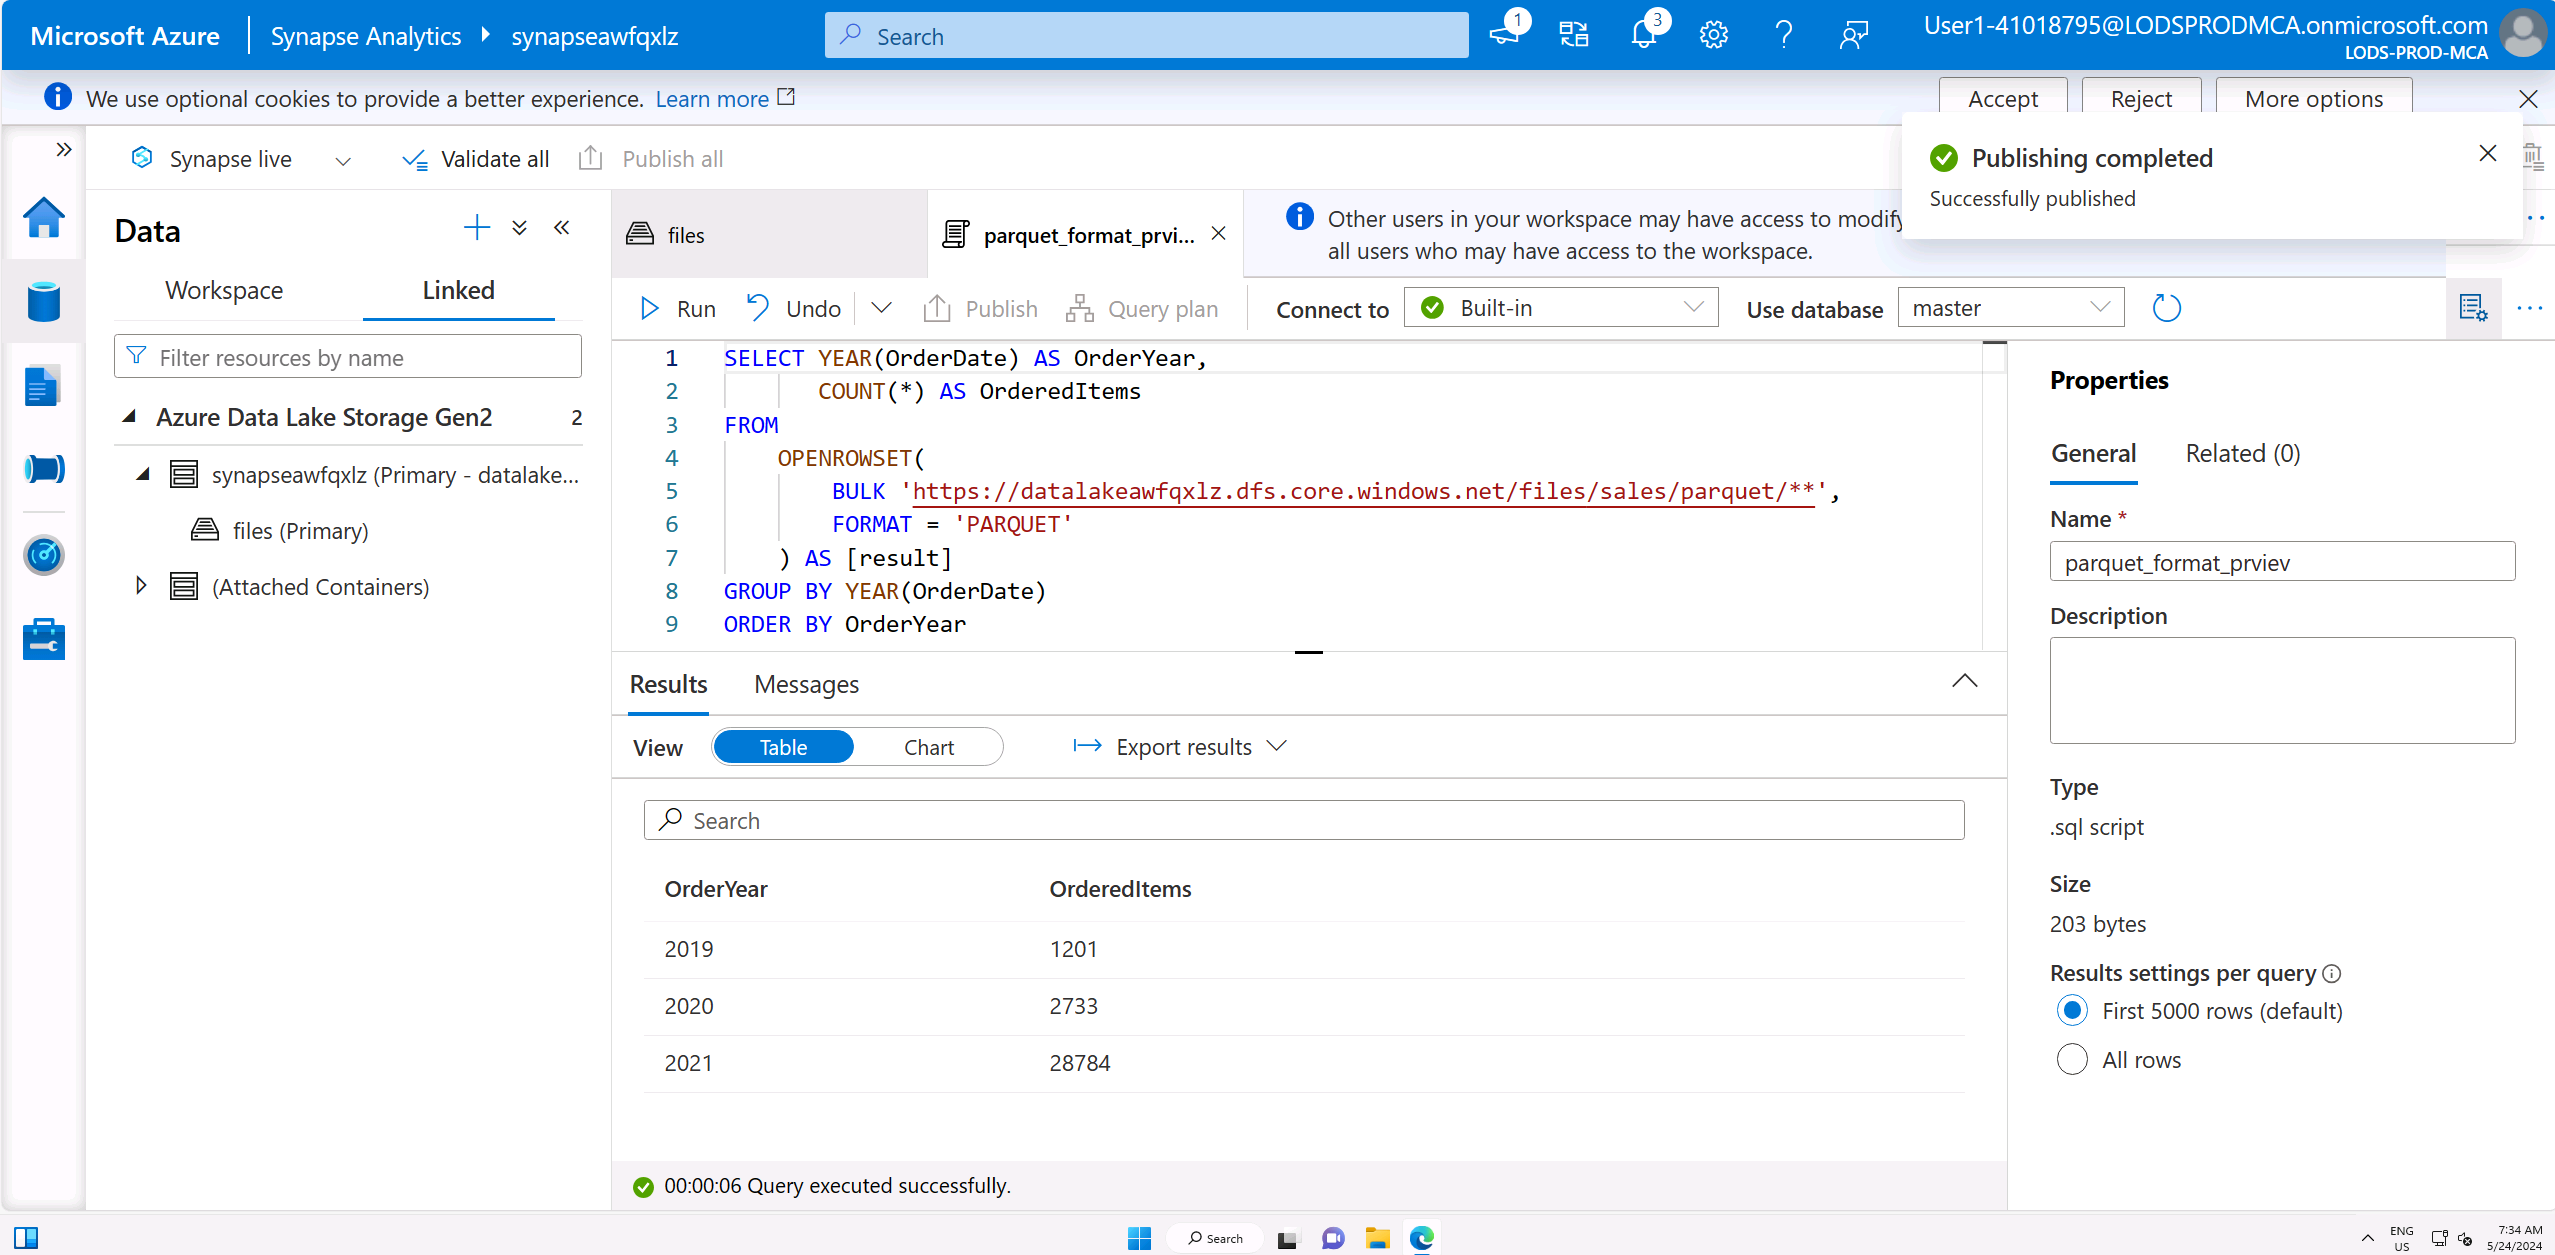 Microsoft Azure Synapse Analytics synapseawfqxlz Search 1 3 User1-41018795@LODSPRODMCA.onmicrosoft.com
LODS-PROD-MCA
We use optional cookies to provide a better experience. Learn more Accept Reject More options
Synapse live Validate all Publish all
Publishing completed
Successfully published
Data
Workspace Linked
Filter resources by name
Azure Data Lake Storage Gen2 2
synapseawfqxlz (Primary - datalake...
files (Primary)
(Attached Containers)
files parquet_format_prvi...
Other users in your workspace may have access to modify
all users who may have access to the workspace.
Run Undo Publish Query plan Connect to Built-in Use database master
1 SELECT YEAR(OrderDate) AS OrderYear,
2 COUNT(*) AS OrderedItems
3 FROM
4 OPENROWSET(
5 BULK 'https://datalakeawfqxlz.dfs.core.windows.net/files/sales/parquet/**',
6 FORMAT = 'PARQUET'
7 ) AS [result]
8 GROUP BY YEAR(OrderDate)
9 ORDER BY OrderYear
Results Messages
View Table Chart Export results
Search
OrderYear OrderedItems
2019 1201
2020 2733
2021 28784
00:00:06 Query executed successfully.
Properties
General Related (0)
Name *
parquet_format_prviev
Description
Type
.sql script
Size
203 bytes
Results settings per query
First 5000 rows (default)
All rows
Search
ENG
US
7:34 AM
5/24/2024